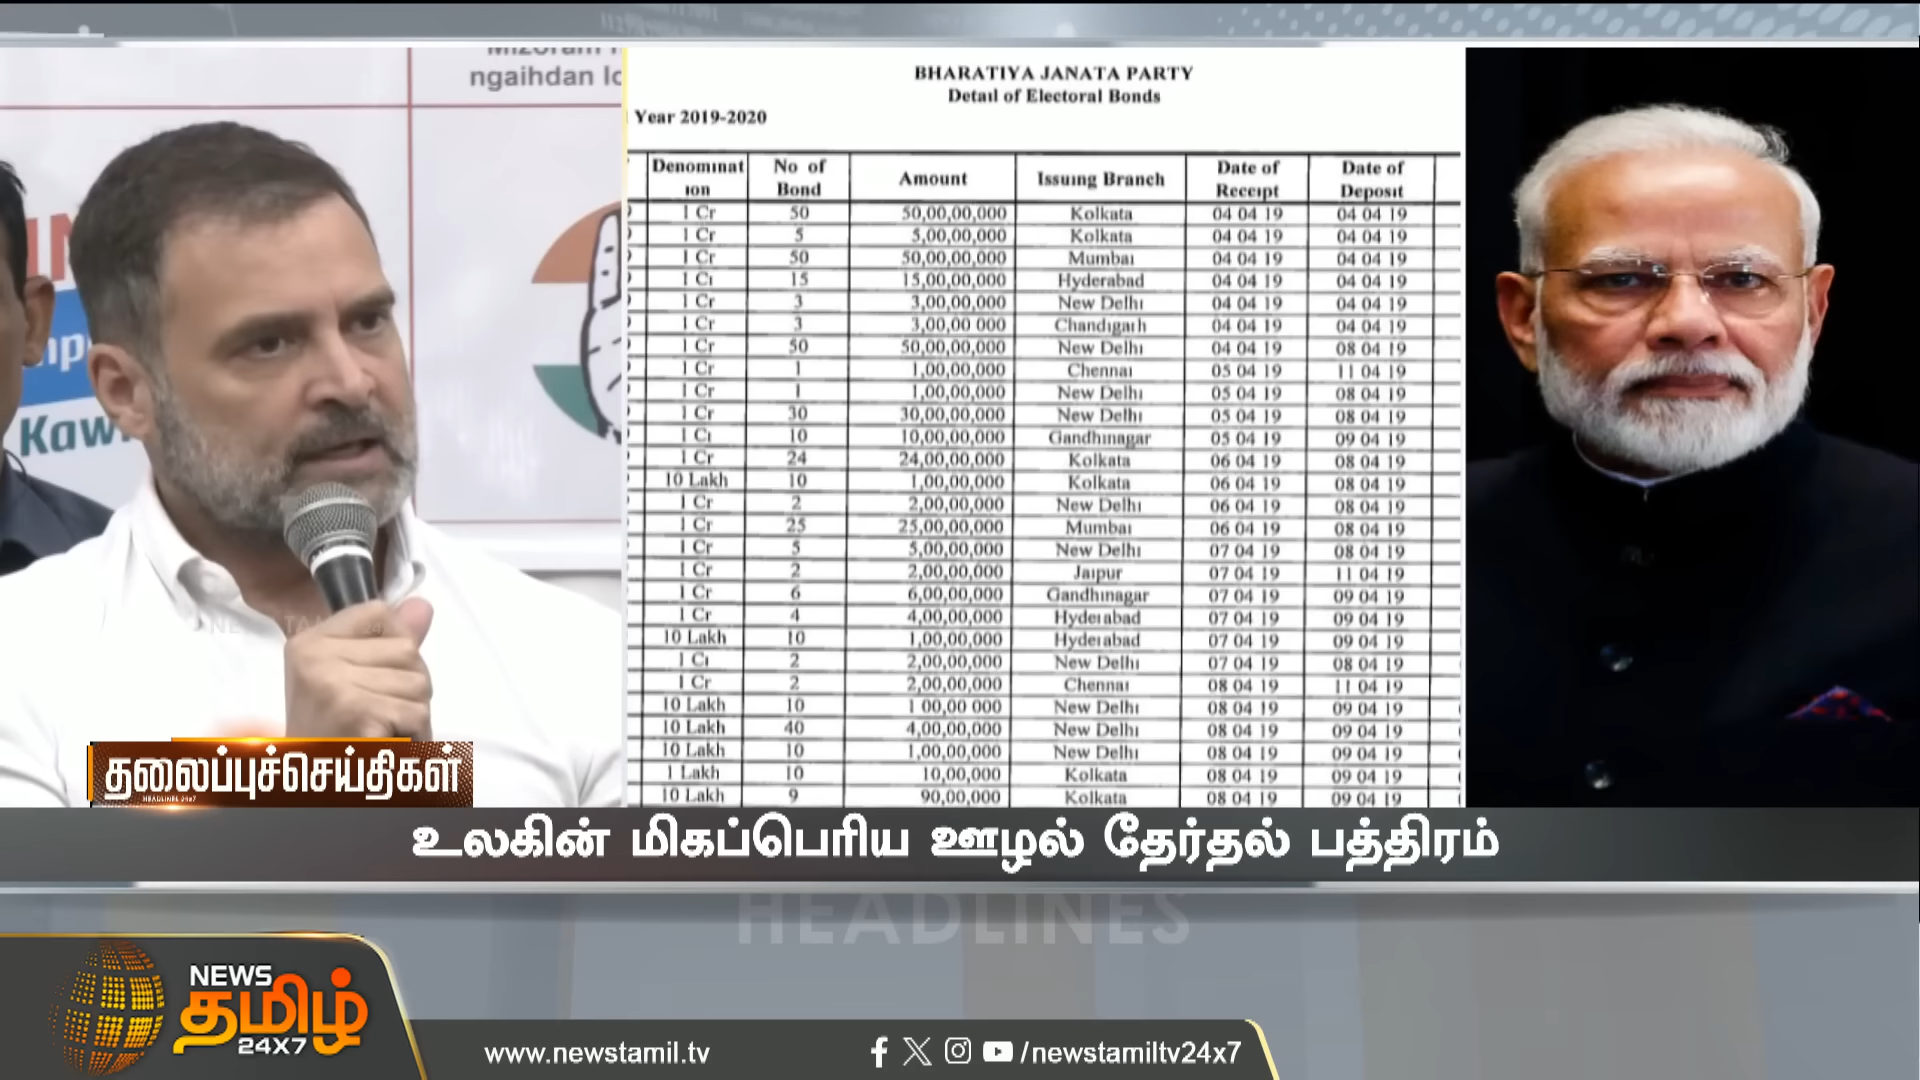 ngaihdan lo
Kaw
BHARATIYA JANATA PARTY
Detail of Electoral Bonds
Year 2019-2020
Denominat ion No of Bond Amount Issuing Branch Date of Receipt Date of Deposit
1 Cr 50 50,00,00,000 Kolkata 04 04 19 04 04 19
1 Cr 5 5,00,00,000 Kolkata 04 04 19 04 04 19
1 Cr 50 50,00,00,000 Mumbai 04 04 19 04 04 19
1 Cr 15 15,00,00,000 Hyderabad 04 04 19 04 04 19
1 Cr 3 3,00,00,000 New Delhi 04 04 19 04 04 19
1 Cr 3 3,00,00 000 Chandigarh 04 04 19 04 04 19
1 Cr 50 50,00,00,000 New Delhi 04 04 19 08 04 19
1 Cr 1 1,00,00,000 Chennai 05 04 19 11 04 19
1 Cr 1 1,00,00,000 New Delhi 05 04 19 08 04 19
1 Cr 30 30,00,00,000 New Delhi 05 04 19 08 04 19
1 Cr 10 10,00,00,000 Gandhinagar 05 04 19 09 04 19
1 Cr 24 24,00,00,000 Kolkata 06 04 19 08 04 19
10 Lakh 10 1,00,00,000 Kolkata 06 04 19 08 04 19
1 Cr 2 2,00,00,000 New Delhi 06 04 19 08 04 19
1 Cr 25 25,00,00,000 Mumbai 06 04 19 08 04 19
1 Cr 5 5,00,00,000 New Delhi 07 04 19 08 04 19
1 Cr 2 2,00,00,000 Jaipur 07 04 19 11 04 19
1 Cr 6 6,00,00,000 Gandhinagar 07 04 19 09 04 19
1 Cr 4 4,00,00,000 Hyderabad 07 04 19 09 04 19
10 Lakh 10 1,00,00,000 Hyderabad 07 04 19 09 04 19
1 Cr 2 2,00,00,000 New Delhi 07 04 19 08 04 19
1 Cr 2 2,00,00,000 Chennai 08 04 19 11 04 19
10 Lakh 10 1 00,00 000 New Delhi 08 04 19 09 04 19
10 Lakh 40 4,00,00,000 New Delhi 08 04 19 09 04 19
10 Lakh 10 1,00,00,000 New Delhi 08 04 19 09 04 19
1 Lakh 10 10,00,000 Kolkata 08 04 19 09 04 19
10 Lakh 9 90,00,000 Kolkata 08 04 19 09 04 19
தலைப்புச்செய்திகள்
HEADLINES 24x7
உலகின் மிகப்பெரிய ஊழல் தேர்தல் பத்திரம்
HEADLINES
NEWS
தமிழ்
24X7
www.newstamil.tv
/newstamiltv24x7